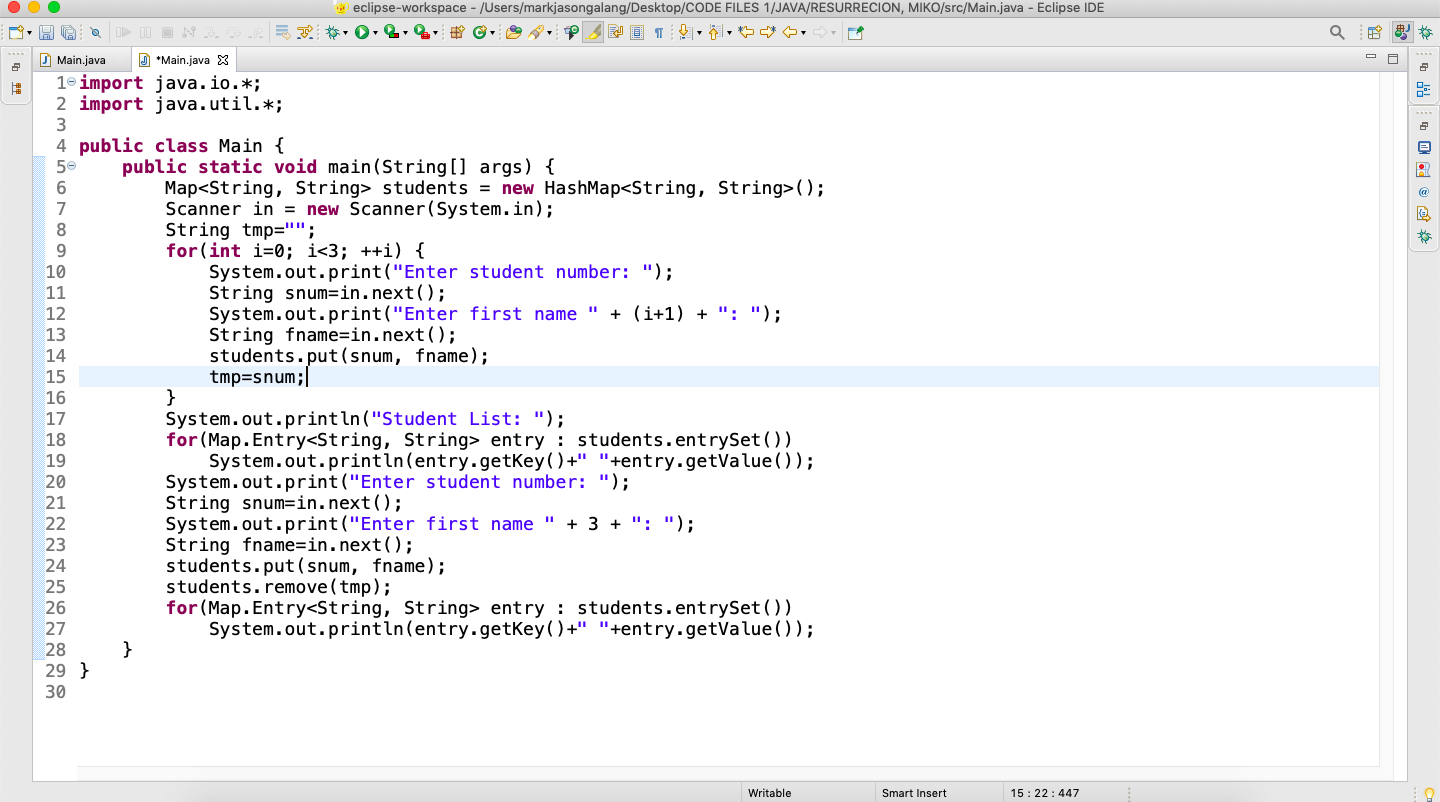 eclipse-workspace - /Users/markjasongalang/Desktop/CODE FILES 1/JAVA/RESURRECION, MIKO/src/Main.java - Eclipse IDE
Main.java
*Main.java
1 import java.io.*;
2 import java.util.*;
3
4 public class Main {
5     public static void main(String[] args) {
6         Map<String, String> students = new HashMap<String, String>();
7         Scanner in = new Scanner(System.in);
8         String tmp="";
9         for(int i=0; i<3; ++i) {
10             System.out.print("Enter student number: ");
11             String snum=in.next();
12             System.out.print("Enter first name " + (i+1) + ": ");
13             String fname=in.next();
14             students.put(snum, fname);
15             tmp=snum;
16         }
17         System.out.println("Student List: ");
18         for(Map.Entry<String, String> entry : students.entrySet())
19             System.out.println(entry.getKey()+" "+entry.getValue());
20         System.out.print("Enter student number: ");
21         String snum=in.next();
22         System.out.print("Enter first name " + 3 + ": ");
23         String fname=in.next();
24         students.put(snum, fname);
25         students.remove(tmp);
26         for(Map.Entry<String, String> entry : students.entrySet())
27             System.out.println(entry.getKey()+" "+entry.getValue());
28     }
29 }
30
Writable
Smart Insert
15 : 22 : 447